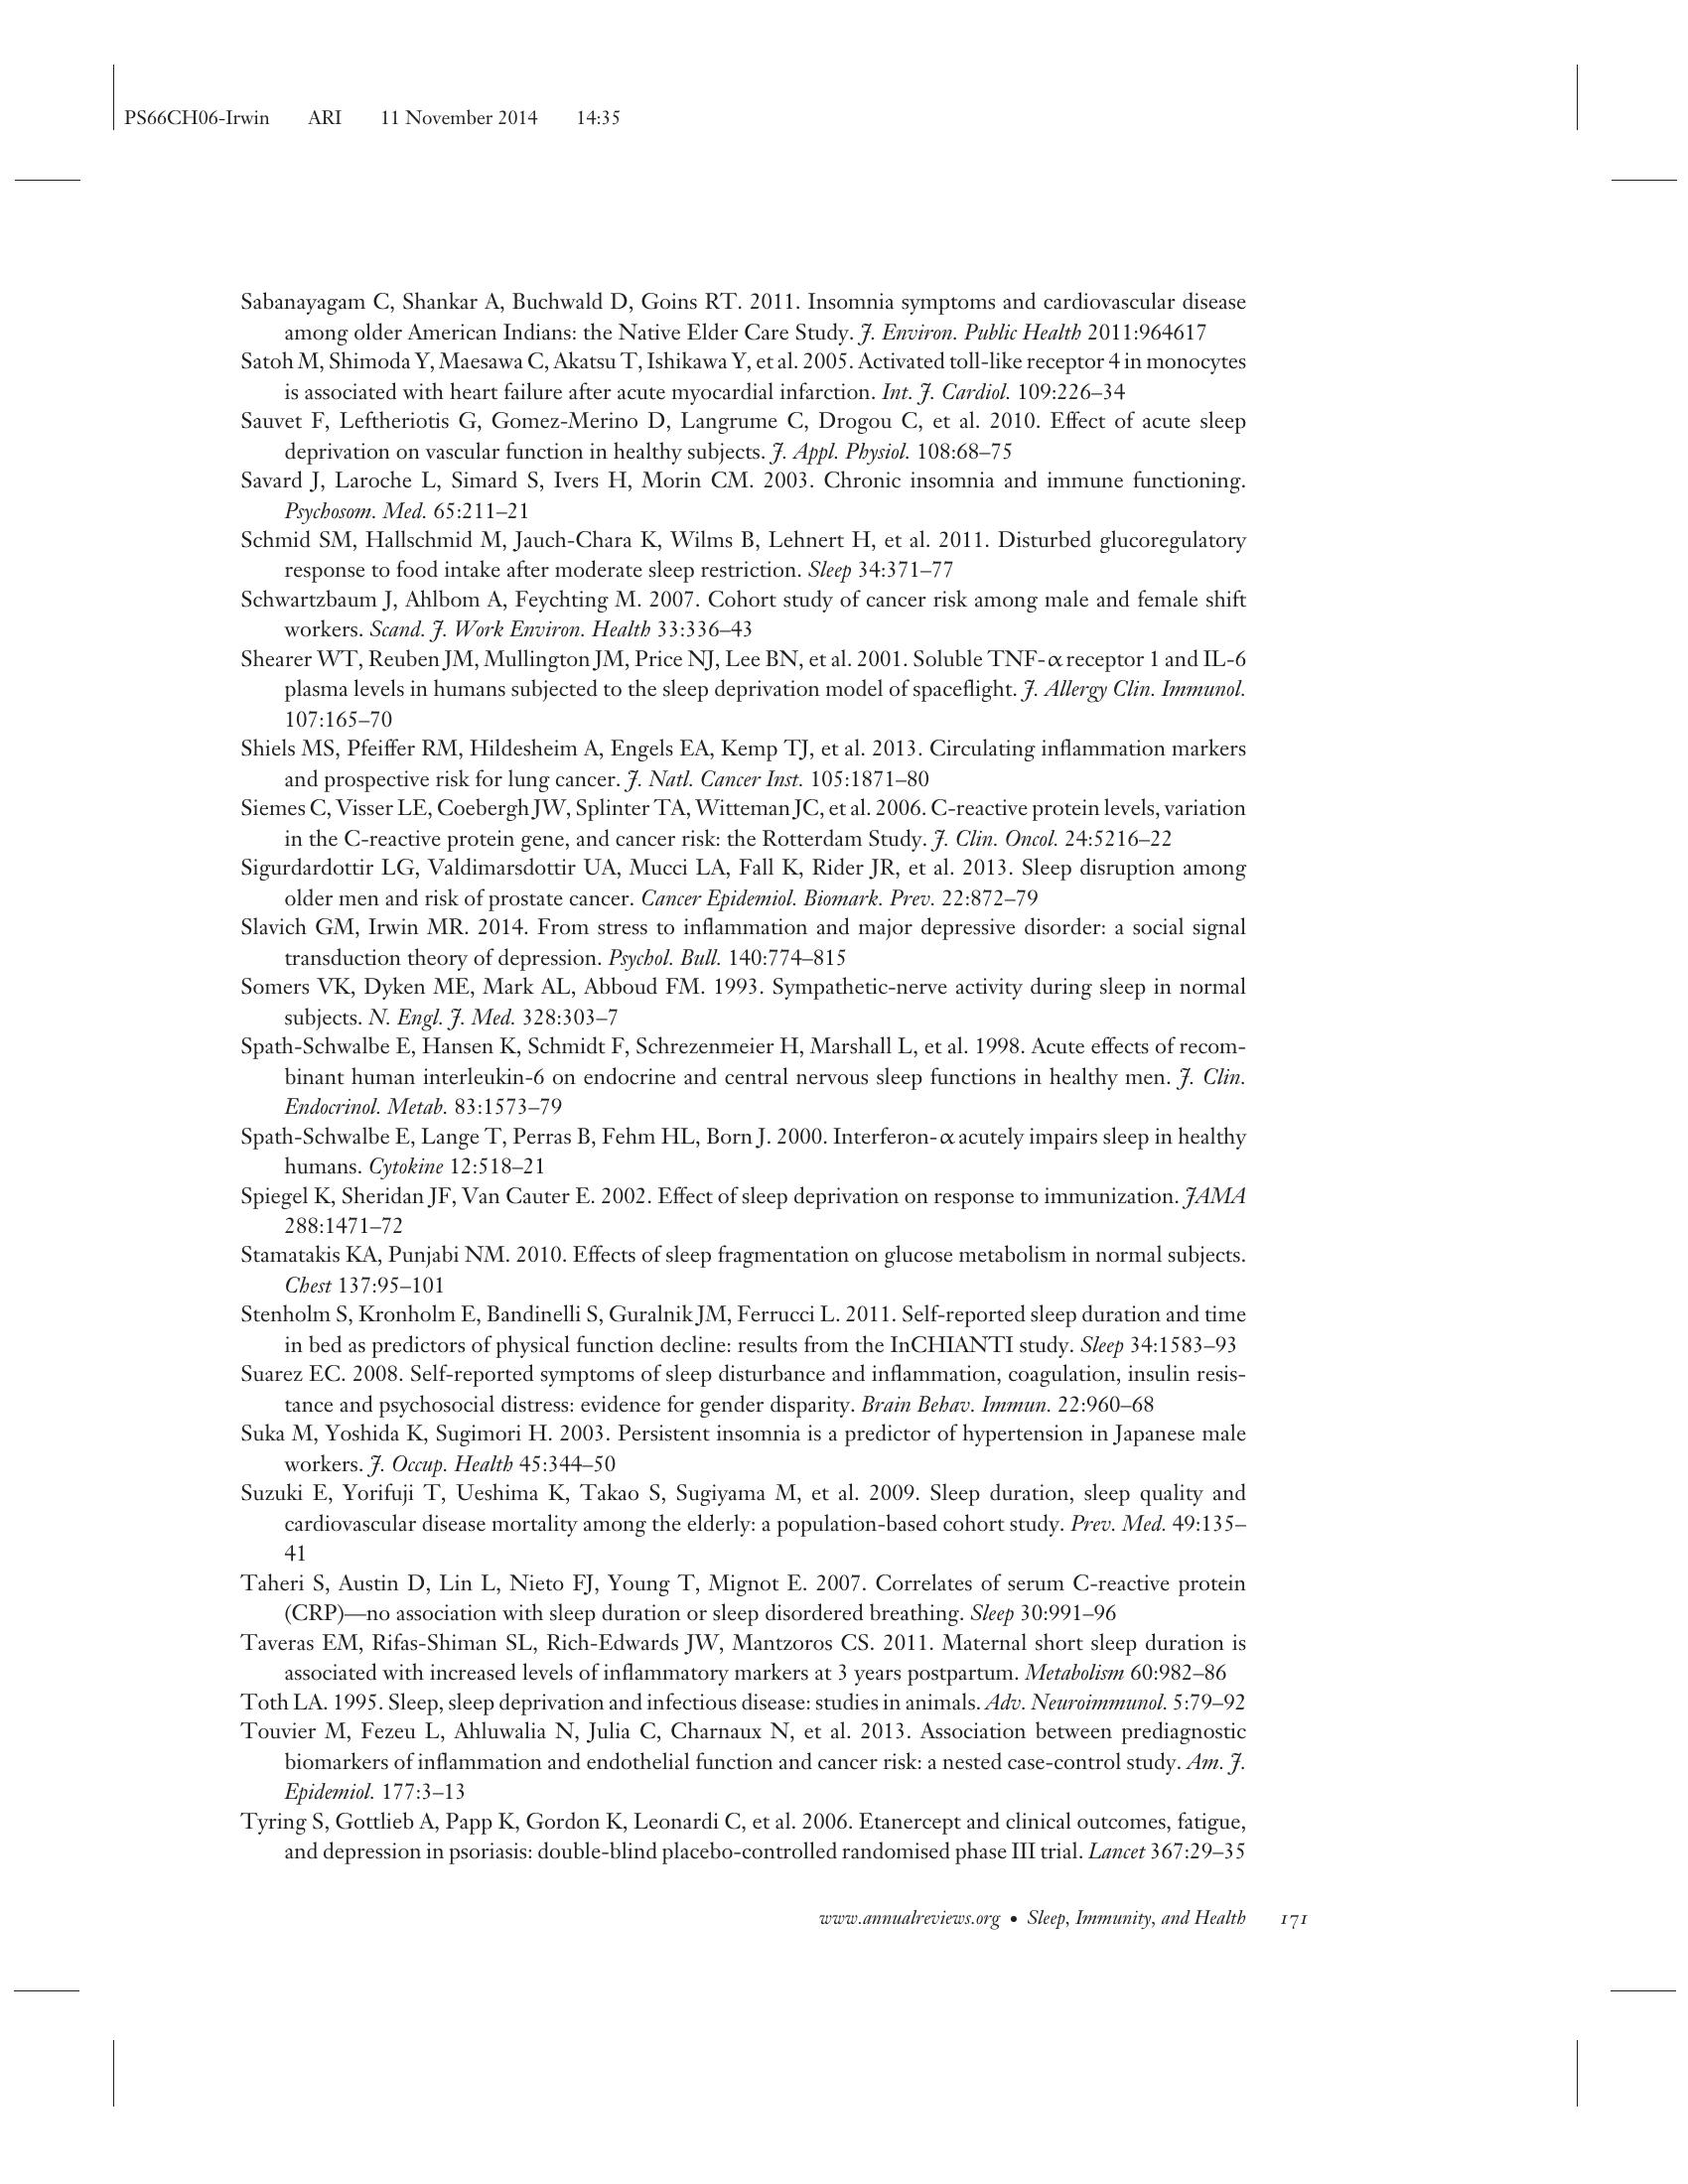 PS66CH06-Irwin ARI 11 November 2014 14:35
Sabanayagam C, Shankar A, Buchwald D, Goins RT. 2011. Insomnia symptoms and cardiovascular disease
among older American Indians: the Native Elder Care Study. J. Environ. Public Health 2011:964617
Satoh M, Shimoda Y, Maesawa C, Akatsu T, Ishikawa Y, et al. 2005. Activated toll-like receptor 4 in monocytes
is associated with heart failure after acute myocardial infarction. Int. J. Cardiol. 109:226–34
Sauvet F, Leftheriotis G, Gomez-Merino D, Langrume C, Drogou C, et al. 2010. Effect of acute sleep
deprivation on vascular function in healthy subjects. J. Appl. Physiol. 108:68–75
Savard J, Laroche L, Simard S, Ivers H, Morin CM. 2003. Chronic insomnia and immune functioning.
Psychosom. Med. 65:211–21
Schmid SM, Hallschmid M, Jauch-Chara K, Wilms B, Lehnert H, et al. 2011. Disturbed glucoregulatory
response to food intake after moderate sleep restriction. Sleep 34:371–77
Schwartzbaum J, Ahlbom A, Feychting M. 2007. Cohort study of cancer risk among male and female shift
workers. Scand. J. Work Environ. Health 33:336–43
Shearer WT, Reuben JM, Mullington JM, Price NJ, Lee BN, et al. 2001. Soluble TNF-α receptor 1 and IL-6
plasma levels in humans subjected to the sleep deprivation model of spaceflight. J. Allergy Clin. Immunol.
107:165–70
Shiels MS, Pfeiffer RM, Hildesheim A, Engels EA, Kemp TJ, et al. 2013. Circulating inflammation markers
and prospective risk for lung cancer. J. Natl. Cancer Inst. 105:1871–80
Siemes C, Visser LE, Coebergh JW, Splinter TA, Witteman JC, et al. 2006. C-reactive protein levels, variation
in the C-reactive protein gene, and cancer risk: the Rotterdam Study. J. Clin. Oncol. 24:5216–22
Sigurdardottir LG, Valdimarsdottir UA, Mucci LA, Fall K, Rider JR, et al. 2013. Sleep disruption among
older men and risk of prostate cancer. Cancer Epidemiol. Biomark. Prev. 22:872–79
Slavich GM, Irwin MR. 2014. From stress to inflammation and major depressive disorder: a social signal
transduction theory of depression. Psychol. Bull. 140:774–815
Somers VK, Dyken ME, Mark AL, Abboud FM. 1993. Sympathetic-nerve activity during sleep in normal
subjects. N. Engl. J. Med. 328:303–7
Spath-Schwalbe E, Hansen K, Schmidt F, Schrezenmeier H, Marshall L, et al. 1998. Acute effects of recom-
binant human interleukin-6 on endocrine and central nervous sleep functions in healthy men. J. Clin.
Endocrinol. Metab. 83:1573–79
Spath-Schwalbe E, Lange T, Perras B, Fehm HL, Born J. 2000. Interferon-α acutely impairs sleep in healthy
humans. Cytokine 12:518–21
Spiegel K, Sheridan JF, Van Cauter E. 2002. Effect of sleep deprivation on response to immunization. JAMA
288:1471–72
Stamatakis KA, Punjabi NM. 2010. Effects of sleep fragmentation on glucose metabolism in normal subjects.
Chest 137:95–101
Stenholm S, Kronholm E, Bandinelli S, Guralnik JM, Ferrucci L. 2011. Self-reported sleep duration and time
in bed as predictors of physical function decline: results from the InCHIANTI study. Sleep 34:1583–93
Suarez EC. 2008. Self-reported symptoms of sleep disturbance and inflammation, coagulation, insulin resis-
tance and psychosocial distress: evidence for gender disparity. Brain Behav. Immun. 22:960–68
Suka M, Yoshida K, Sugimori H. 2003. Persistent insomnia is a predictor of hypertension in Japanese male
workers. J. Occup. Health 45:344–50
Suzuki E, Yorifuji T, Ueshima K, Takao S, Sugiyama M, et al. 2009. Sleep duration, sleep quality and
cardiovascular disease mortality among the elderly: a population-based cohort study. Prev. Med. 49:135–
41
Taheri S, Austin D, Lin L, Nieto FJ, Young T, Mignot E. 2007. Correlates of serum C-reactive protein
(CRP)—no association with sleep duration or sleep disordered breathing. Sleep 30:991–96
Taveras EM, Rifas-Shiman SL, Rich-Edwards JW, Mantzoros CS. 2011. Maternal short sleep duration is
associated with increased levels of inflammatory markers at 3 years postpartum. Metabolism 60:982–86
Toth LA. 1995. Sleep, sleep deprivation and infectious disease: studies in animals. Adv. Neuroimmunol. 5:79–92
Touvier M, Fezeu L, Ahluwalia N, Julia C, Charnaux N, et al. 2013. Association between prediagnostic
biomarkers of inflammation and endothelial function and cancer risk: a nested case-control study. Am. J.
Epidemiol. 177:3–13
Tyring S, Gottlieb A, Papp K, Gordon K, Leonardi C, et al. 2006. Etanercept and clinical outcomes, fatigue,
and depression in psoriasis: double-blind placebo-controlled randomised phase III trial. Lancet 367:29–35
www.annualreviews.org • Sleep, Immunity, and Health 171